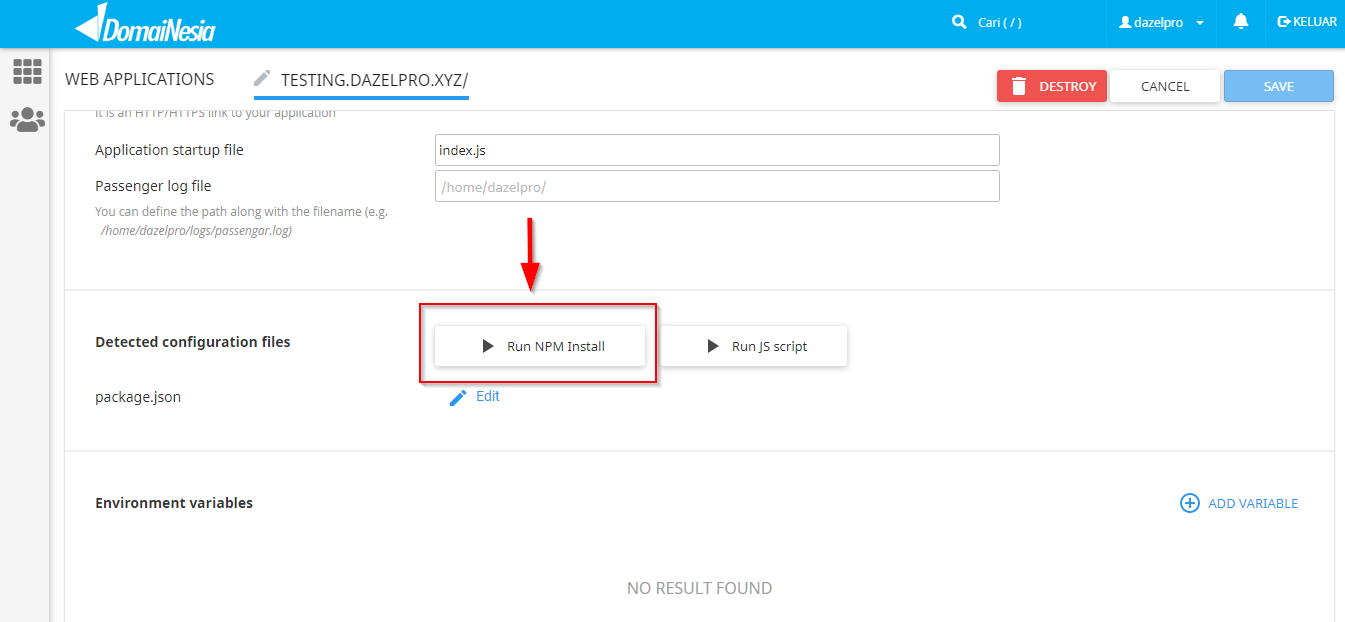 DomaiNesia
Cari ( / )
dazelpro
KELUAR
WEB APPLICATIONS
TESTING.DAZELPRO.XYZ/
DESTROY
CANCEL
SAVE
It is an HTTP/HTTPS link to your application
Application startup file
index.js
Passenger log file
/home/dazelpro/
You can define the path along with the filename (e.g.
/home/dazelpro/logs/passengar.log)
Detected configuration files
Run NPM Install
Run JS script
package.json
Edit
Environment variables
ADD VARIABLE
NO RESULT FOUND